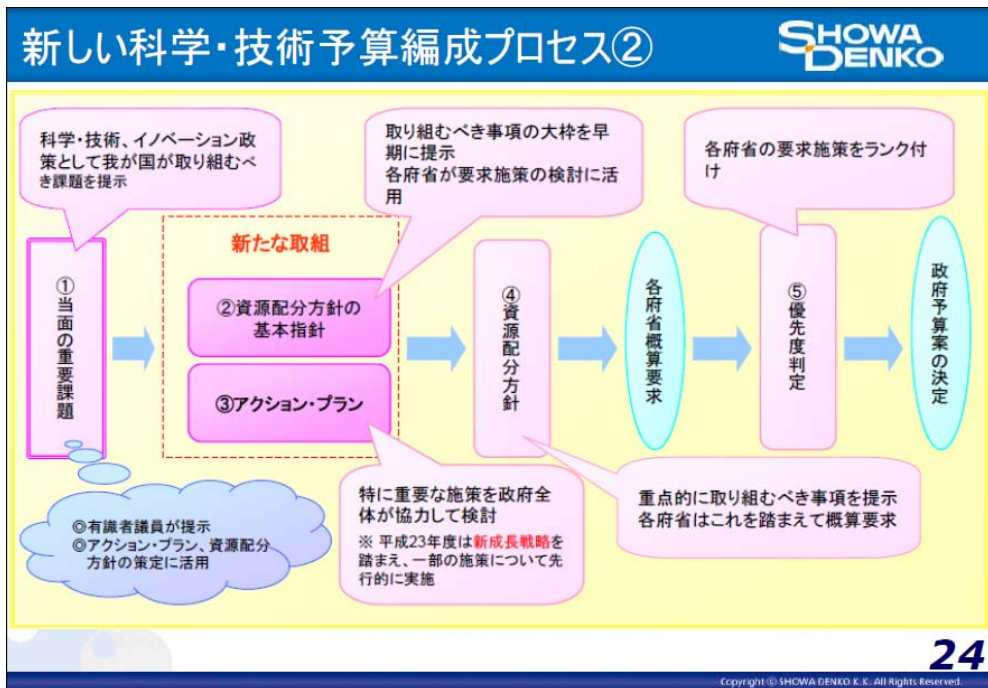 新しい科学・技術予算編成プロセス②
SHOWA
DENKO
科学・技術、イノベーション政
策として我が国が取り組むべ
き課題を提示
取り組むべき事項の大枠を早
期に提示
各府省が要求施策の検討に活
用
各府省の要求施策をランク付
け
新たな取組
①当面の重要課題
②資源配分方針の
基本指針
③アクション・プラン
④資源配分方針
各府省概算要求
⑤優先度判定
政府予算案の決定
◎有識者議員が提示
◎アクション・プラン、資源配分
方針の策定に活用
特に重要な施策を政府全
体が協力して検討
※ 平成23年度は新成長戦略を
踏まえ、一部の施策について先
行的に実施
重点的に取り組むべき事項を提示
各府省はこれを踏まえて概算要求
24
Copyright © SHOWA DENKO K.K. All Rights Reserved.